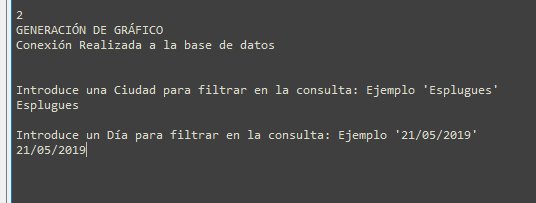 2
GENERACIÓN DE GRÁFICO
Conexión Realizada a la base de datos
Introduce una Ciudad para filtrar en la consulta: Ejemplo 'Esplugues'
Esplugues
Introduce un Día para filtrar en la consulta: Ejemplo '21/05/2019'
21/05/2019